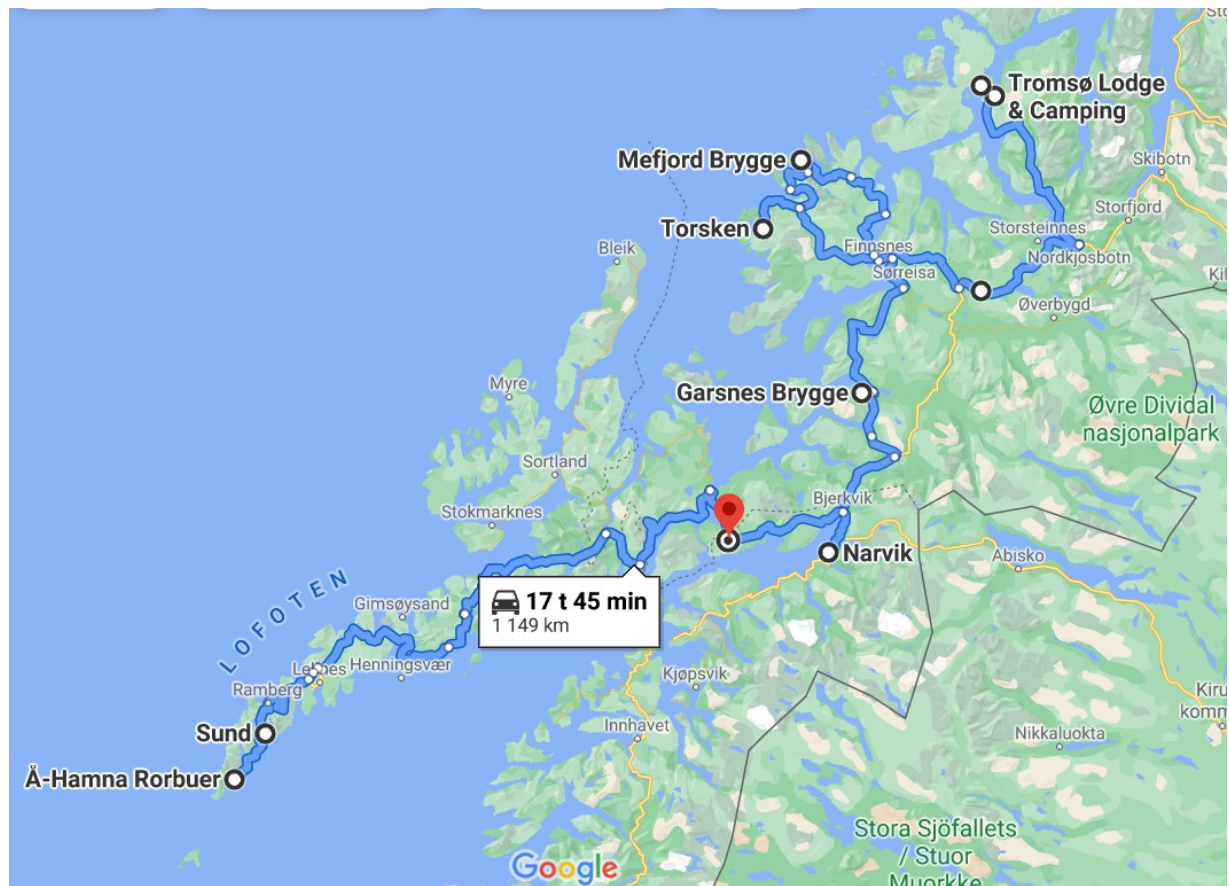 Tromsø Lodge
& Camping
Mefjord Brygge
Skibotn
Storfjord
Torsken
Storsteinnes
Bleik
Finnsnes
Nordkjosbotn
Sørreisa
Øverbygd
Myre
Garsnes Brygge
Øvre Dividal
nasjonalpark
Sortland
Bjerkvik
Stokmarknes
Narvik
Abisko
LOFOTEN
17 t 45 min
1 149 km
Gimsøysand
Henningsvær
Kjøpsvik
Ramberg
Sund
Innhavet
Nikkaluokta
Å-Hamna Rorbuer
Stora Sjöfallets
/ Stuor
Muorkke
Google